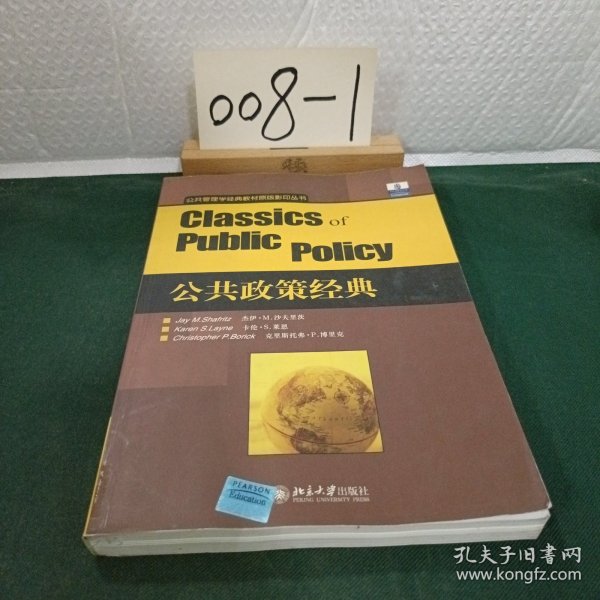 008-1
公共管理学经典教材原版影印丛书
Classics of
Public Policy
公共政策经典
Jay M.Shafritz 杰伊·M.沙夫里茨
Karen S.Layne 卡伦·S.莱恩
Christopher P.Borick 克里斯托弗·P.博里克
PEARSON
Education
北京大学出版社
PEKING UNIVERSITY PRESS
孔夫子旧书网
www.kongfz.com